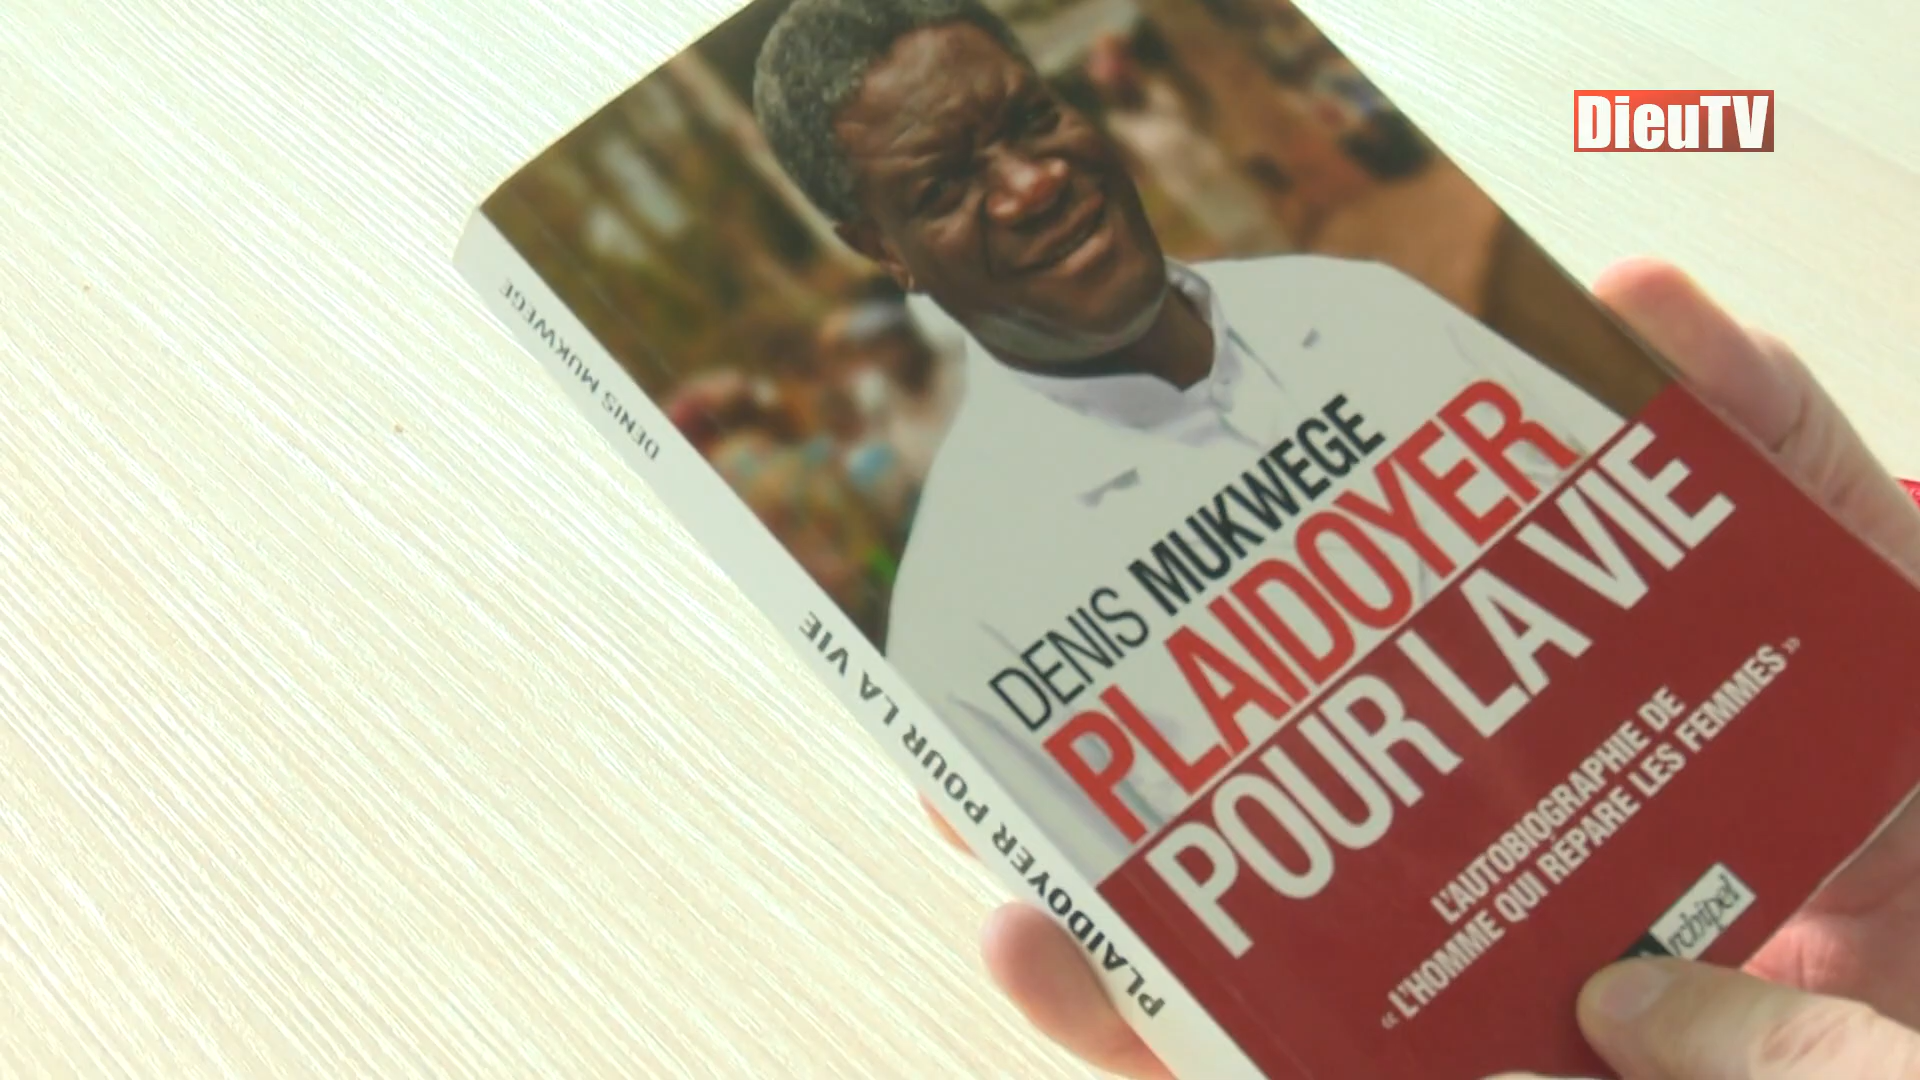 DieuTV
DENIS MUKWEGE
PLAIDOYER
POUR LA VIE
L'AUTOBIOGRAPHIE DE
« L'HOMME QUI RÉPARE LES FEMMES »
DENIS MUKWEGE
PLAIDOYER POUR LA VIE